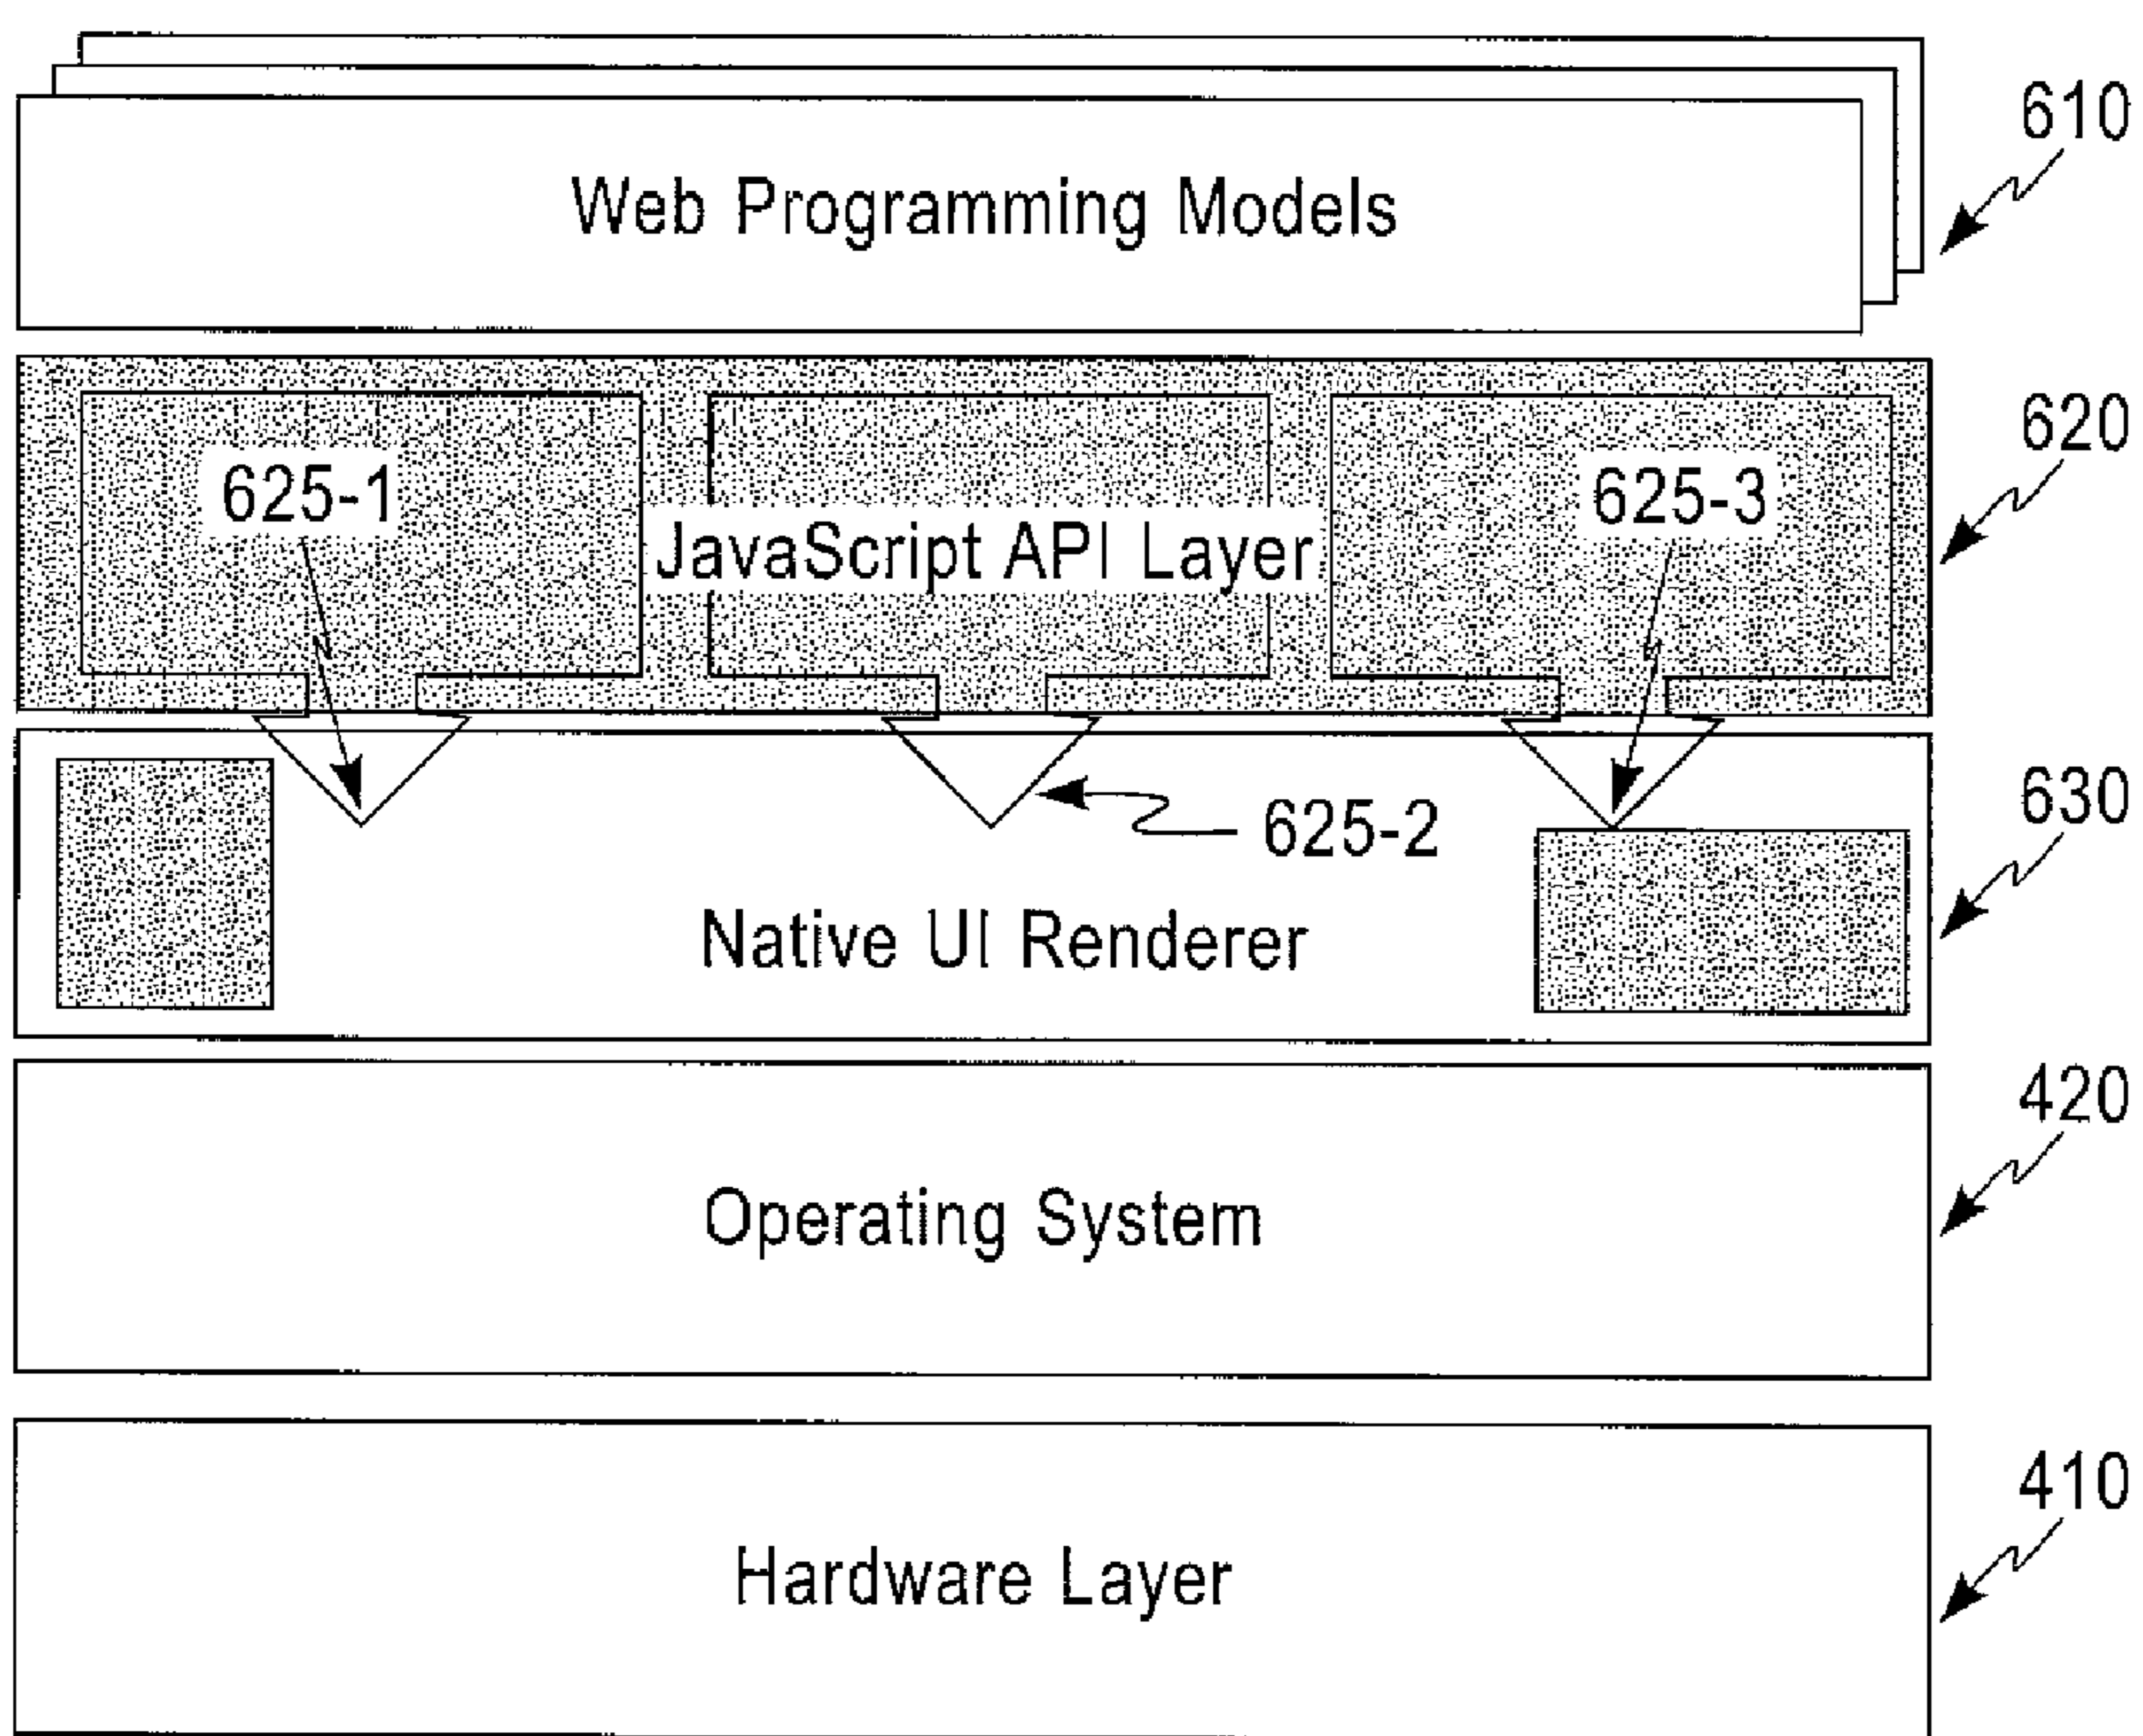 Web Programming Models
610
620
625-1
625-3
JavaScript API Layer
630
625-2
Native UI Renderer
420
Operating System
410
Hardware Layer